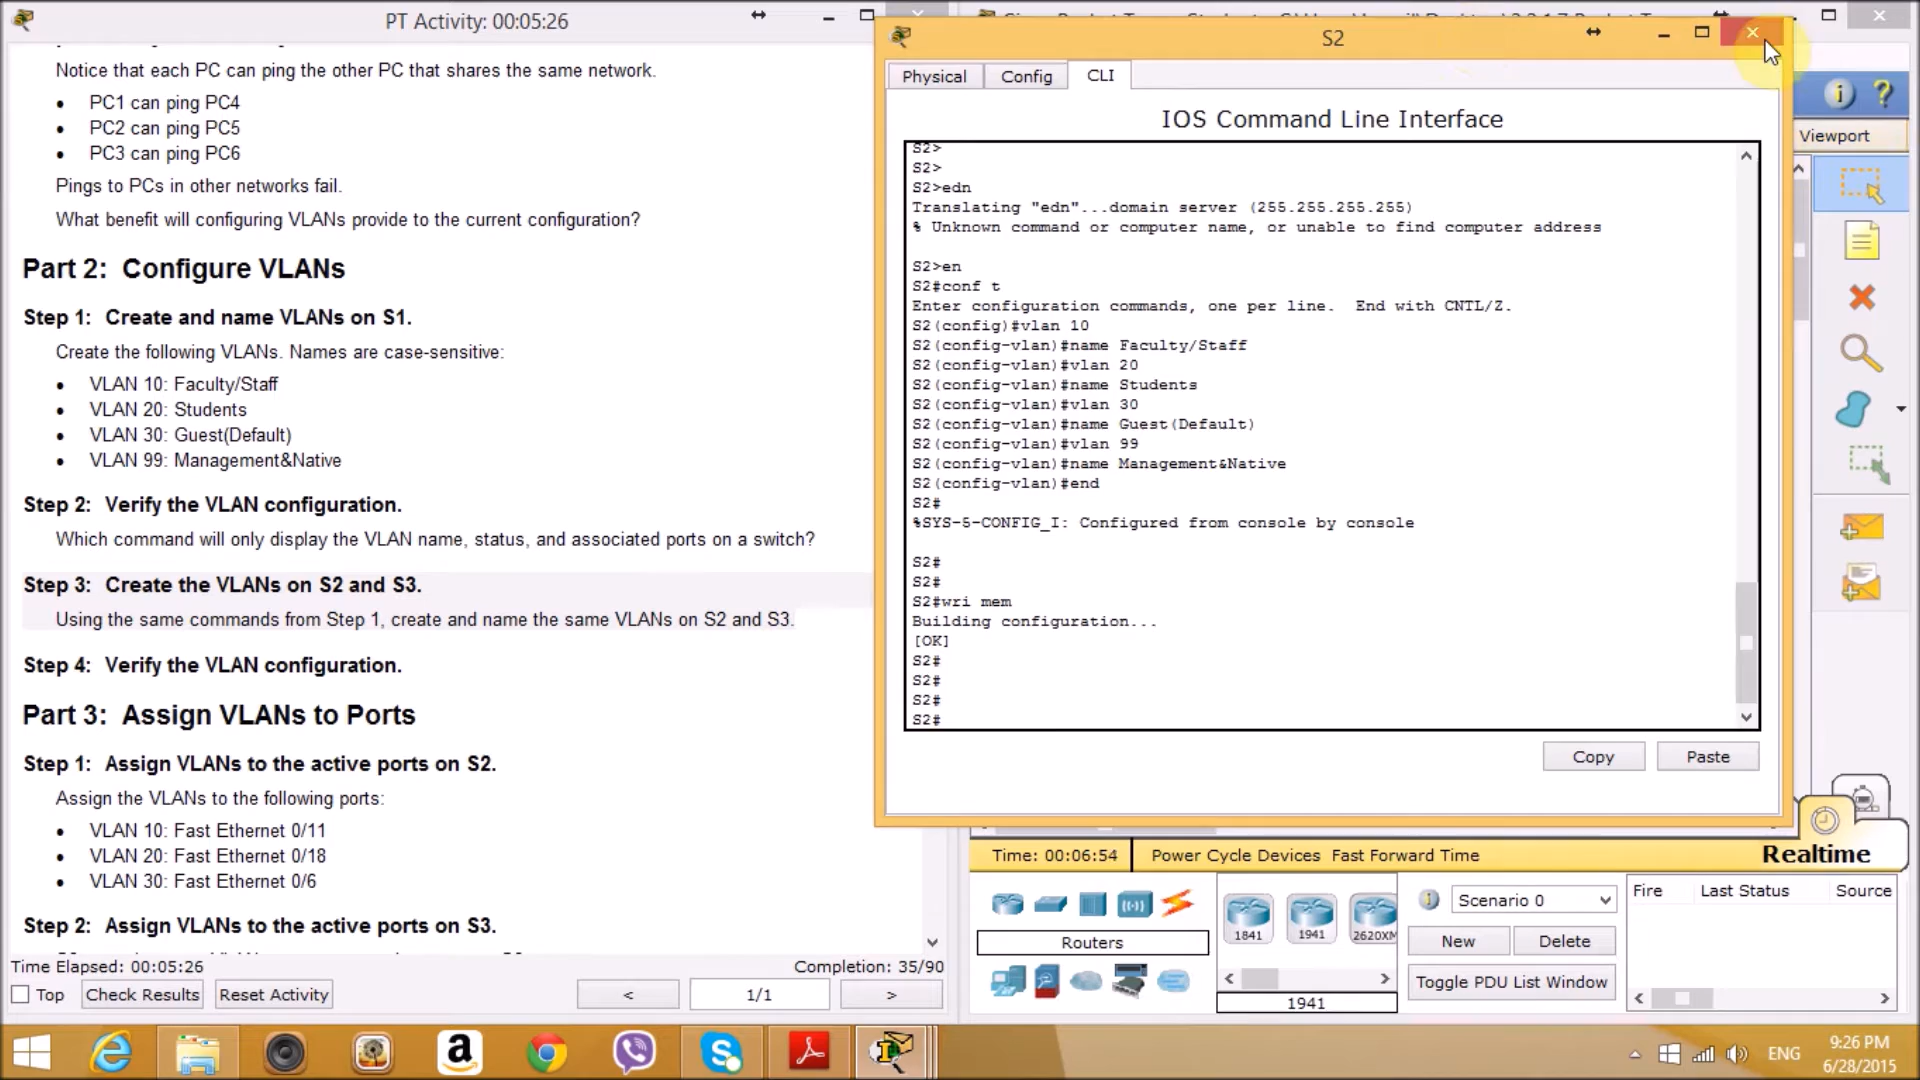 PT Activity: 00:05:26
Notice that each PC can ping the other PC that shares the same network.
PC1 can ping PC4
PC2 can ping PC5
PC3 can ping PC6
Pings to PCs in other networks fail.
What benefit will configuring VLANs provide to the current configuration?
Part 2: Configure VLANs
Step 1: Create and name VLANs on S1.
Create the following VLANs. Names are case-sensitive:
VLAN 10: Faculty/Staff
VLAN 20: Students
VLAN 30: Guest(Default)
VLAN 99: Management&Native
Step 2: Verify the VLAN configuration.
Which command will only display the VLAN name, status, and associated ports on a switch?
Step 3: Create the VLANs on S2 and S3.
Using the same commands from Step 1, create and name the same VLANs on S2 and S3.
Step 4: Verify the VLAN configuration.
Part 3: Assign VLANs to Ports
Step 1: Assign VLANs to the active ports on S2.
Assign the VLANs to the following ports:
VLAN 10: Fast Ethernet 0/11
VLAN 20: Fast Ethernet 0/18
VLAN 30: Fast Ethernet 0/6
Step 2: Assign VLANs to the active ports on S3.
Time Elapsed: 00:05:26
Completion: 35/90
Top
Check Results
Reset Activity
<
1/1
>
S2
Physical
Config
CLI
IOS Command Line Interface
S2>
S2>
S2>edn
Translating "edn"...domain server (255.255.255.255)
% Unknown command or computer name, or unable to find computer address
S2>en
S2#conf t
Enter configuration commands, one per line.  End with CNTL/Z.
S2(config)#vlan 10
S2(config-vlan)#name Faculty/Staff
S2(config-vlan)#vlan 20
S2(config-vlan)#name Students
S2(config-vlan)#vlan 30
S2(config-vlan)#name Guest(Default)
S2(config-vlan)#vlan 99
S2(config-vlan)#name Management&Native
S2(config-vlan)#end
S2#
%SYS-5-CONFIG_I: Configured from console by console
S2#
S2#
S2#wri mem
Building configuration...
[OK]
S2#
S2#
S2#
S2#
Copy
Paste
Viewport
Time: 00:06:54
Power Cycle Devices Fast Forward Time
Realtime
Routers
1841
1941
2620XM
1941
Scenario 0
New
Delete
Toggle PDU List Window
Fire
Last Status
Source
ENG
9:26 PM
6/28/2015